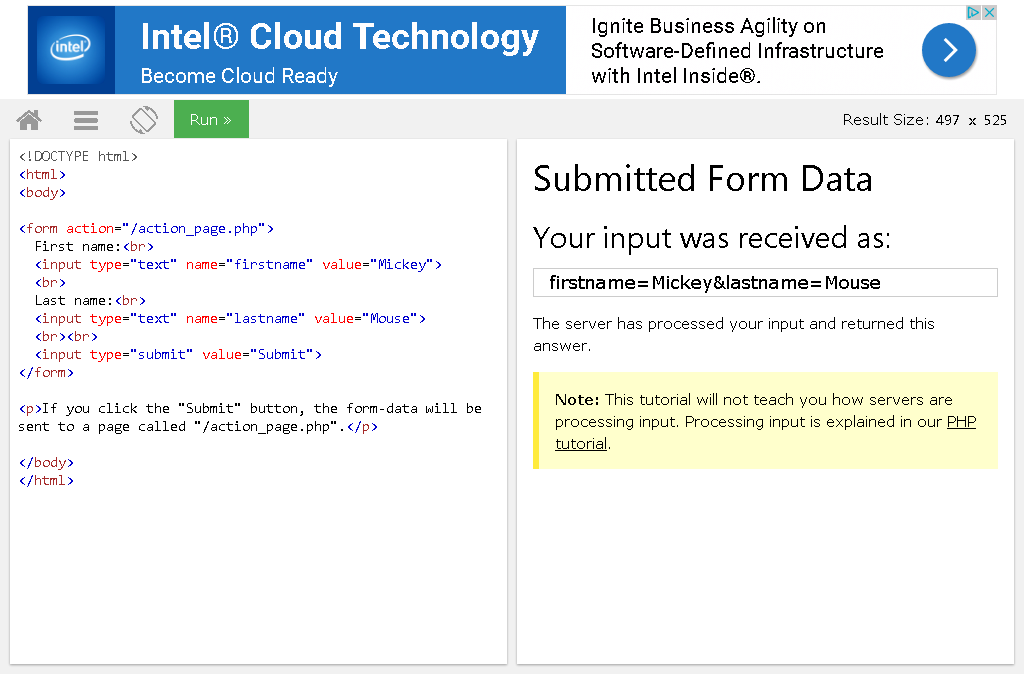 intel
Intel® Cloud Technology
Become Cloud Ready
Ignite Business Agility on
Software-Defined Infrastructure
with Intel Inside®.
Run »
Result Size: 497 x 525
<!DOCTYPE html>
<html>
<body>
<form action="/action_page.php">
First name:<br>
<input type="text" name="firstname" value="Mickey">
<br>
Last name:<br>
<input type="text" name="lastname" value="Mouse">
<br><br>
<input type="submit" value="Submit">
</form>
<p>If you click the "Submit" button, the form-data will be
sent to a page called "/action_page.php".</p>
</body>
</html>
Submitted Form Data
Your input was received as:
firstname=Mickey&lastname=Mouse
The server has processed your input and returned this
answer.
Note: This tutorial will not teach you how servers are
processing input. Processing input is explained in our PHP
tutorial.